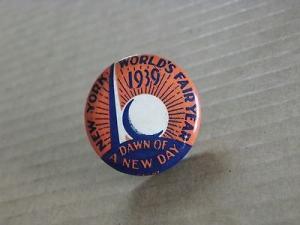 NEW YORK WORLD'S FAIR YEAR
1939
DAWN OF
A NEW DAY